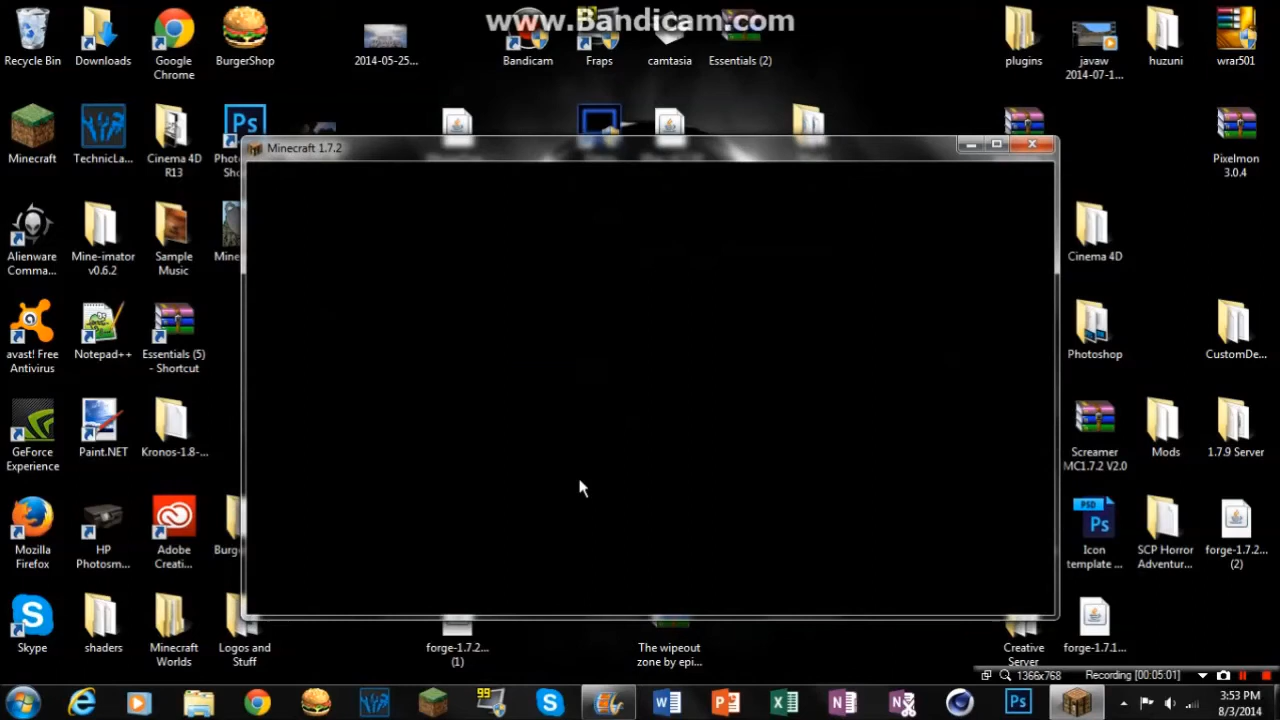 www.Bandicam.com
Recycle Bin
Downloads
Google
Chrome
BurgerShop
2014-05-25...
Bandicam
Fraps
camtasia
Essentials (2)
plugins
javaw
2014-07-1...
huzuni
wrar501
Minecraft
TechnicLa...
Cinema 4D
R13
Minecraft 1.7.2
Pixelmon
3.0.4
Alienware
Comma...
Mine-imator
v0.6.2
Sample
Music
Mine
Cinema 4D
avast! Free
Antivirus
Notepad++
Essentials (5)
- Shortcut
Photoshop
CustomDe...
GeForce
Experience
Paint.NET
Kronos-1.8-...
Screamer
MC1.7.2 V2.0
Mods
1.7.9 Server
Mozilla
Firefox
HP
Photosm...
Adobe
Creati...
Burg
PSD
Ps
Icon
template ...
SCP Horror
Adventur...
forge-1.7.2...
(2)
Skype
shaders
Minecraft
Worlds
Logos and
Stuff
forge-1.7.2...
(1)
The wipeout
zone by epi...
Creative
Server
forge-1.7.1...
1366x768
Recording [00:05:01]
99
3:53 PM
8/3/2014